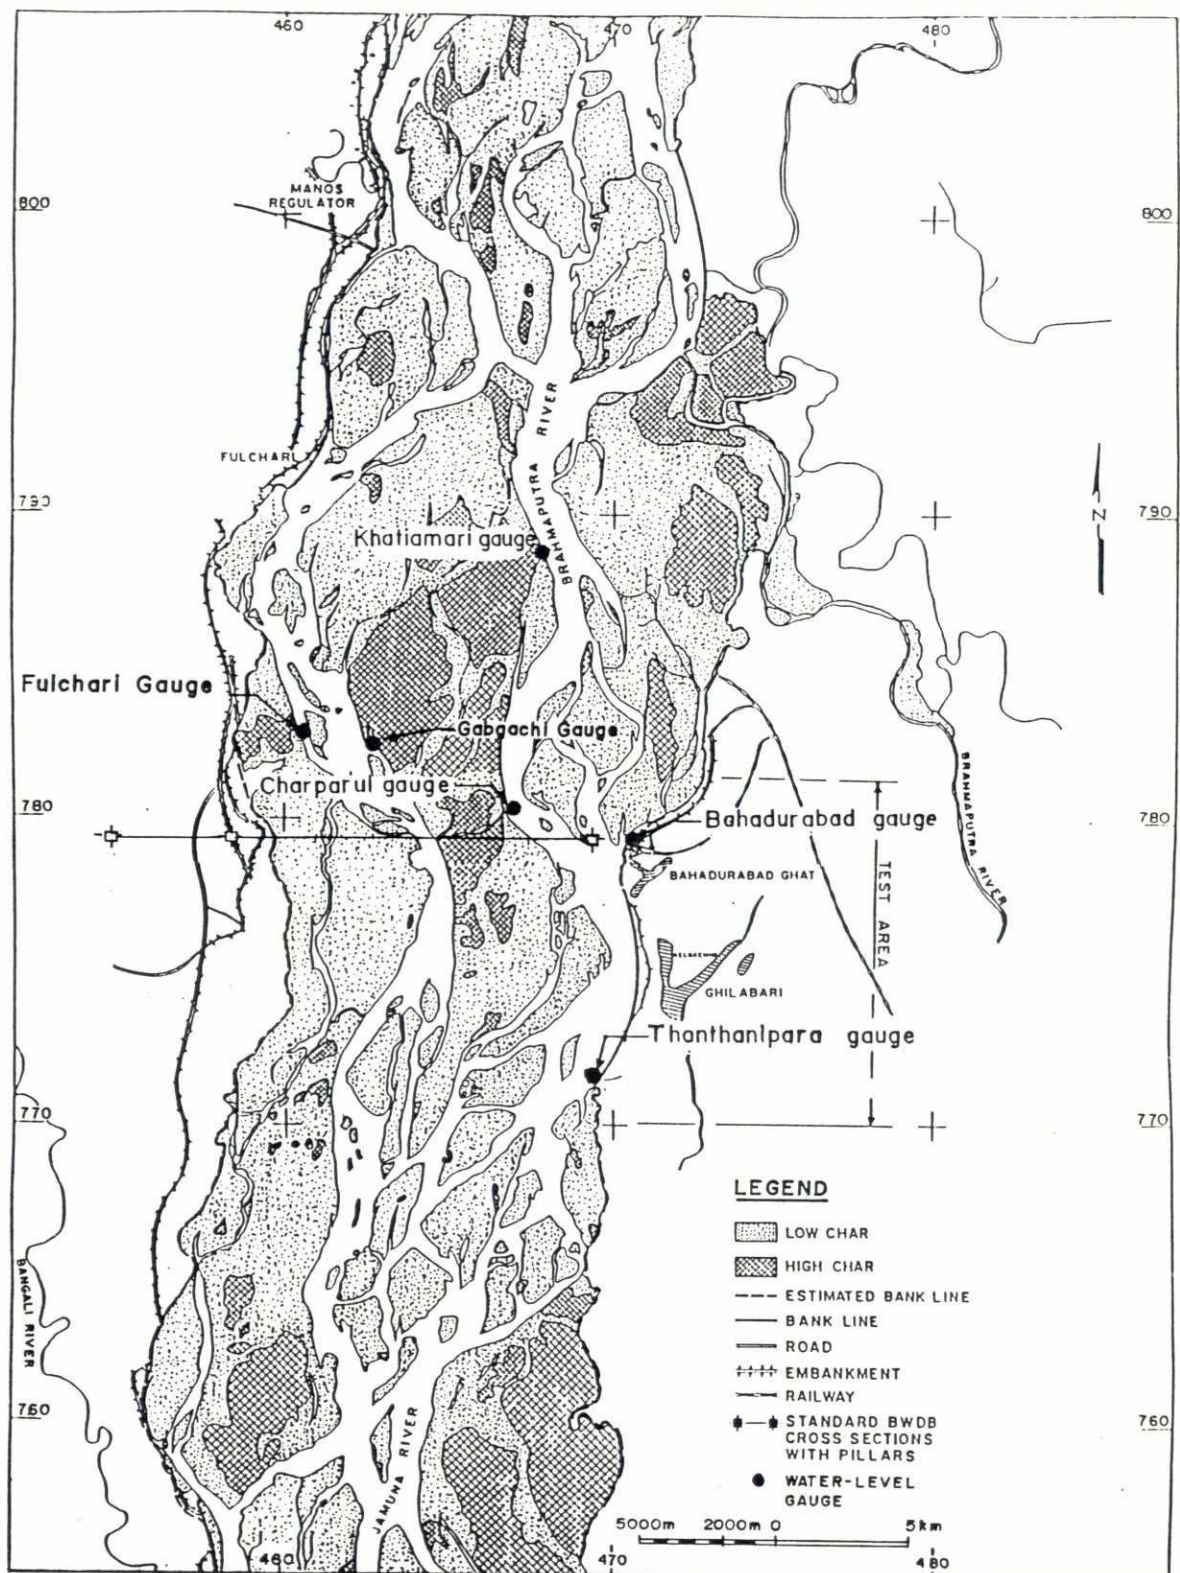 460
470
480
MANOS
REGULATOR
800
800
BRAHMAPUTRA RIVER
FULCHARI
790
790
N
Khatiamari gauge
Fulchari Gauge
Gabgachi Gauge
Charparul gauge
780
780
Bahadurabad gauge
BAHADURABAD GHAT
BRAHMAPUTRA RIVER
TEST AREA
GHILABARI
Thanthanipara gauge
770
770
BANGALI RIVER
LEGEND
LOW CHAR
HIGH CHAR
ESTIMATED BANK LINE
BANK LINE
ROAD
EMBANKMENT
RAILWAY
STANDARD BWDB
CROSS SECTIONS
WITH PILLARS
WATER-LEVEL
GAUGE
760
760
JAMUNA RIVER
5000m 2000m 0 5km
460
470
480